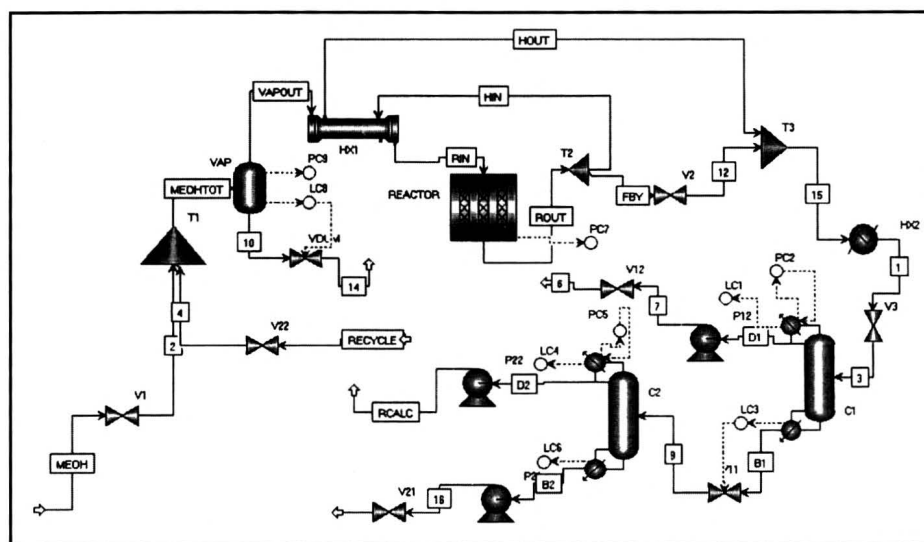 HOUT
VAPOUT
HIN
HX1
T3
VAP
PC9
RIN
T2
12
V2
MEOHTOT
LC8
REACTOR
FBY
15
T1
ROUT
HX2
10
PC7
PC2
14
6
V12
1
4
7
LC1
V3
2
V22
PC5
P12
RECYCLE
D1
P22
LC4
D2
C2
3
V1
RCALC
LC3
C1
MEOH
LC6
9
B1
V21
16
B2